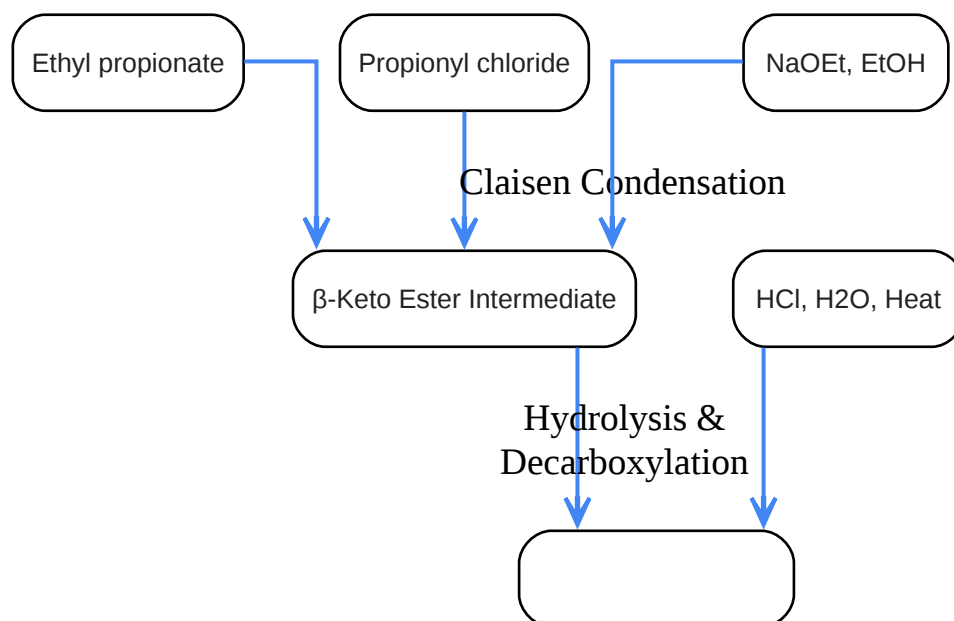 Ethyl propionate
Propionyl chloride
NaOEt, EtOH
Claisen Condensation
β-Keto Ester Intermediate
HCl, H2O, Heat
Hydrolysis &
Decarboxylation